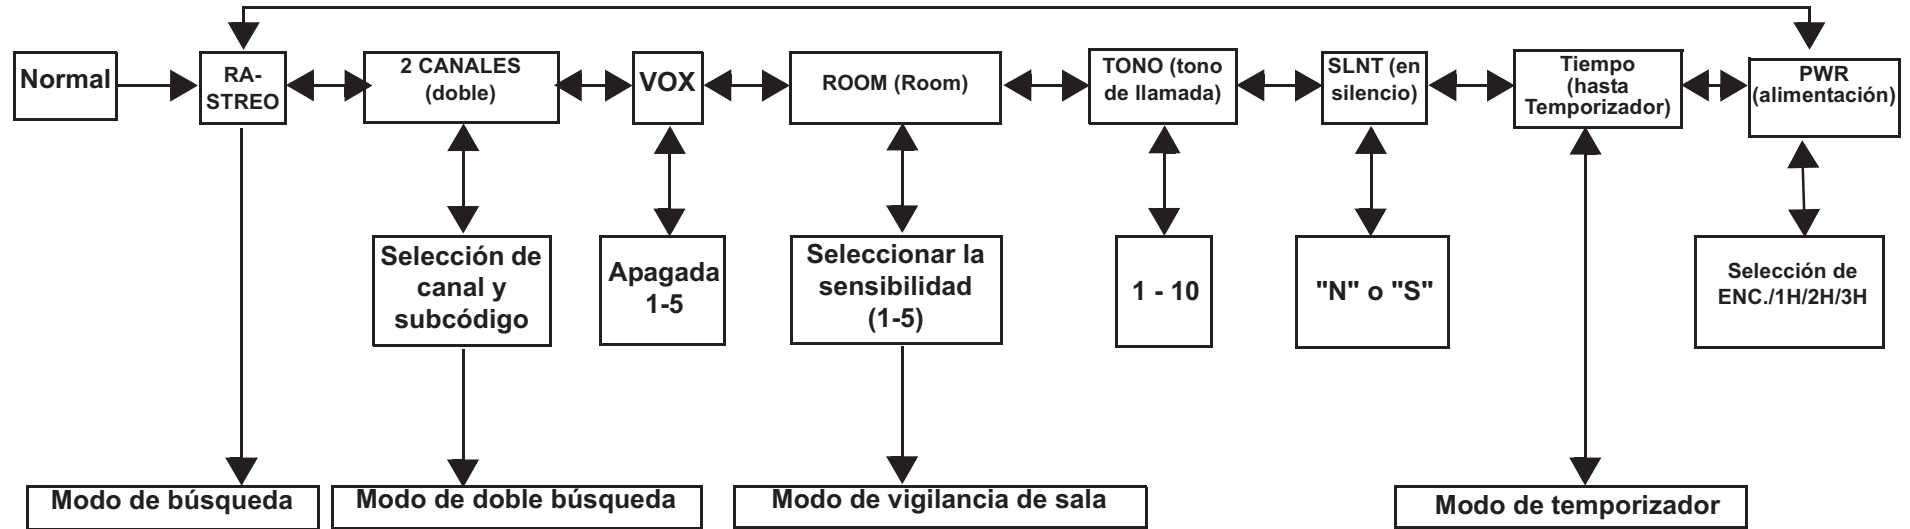 Normal
RA-
STREO
2 CANALES
(doble)
VOX
ROOM (Room)
TONO (tono
de llamada)
SLNT (en
silencio)
Tiempo
(hasta
Temporizador)
PWR
(alimentación)
Selección de
canal y
subcódigo
Apagada
1-5
Seleccionar la
sensibilidad
(1-5)
1 - 10
"N" o "S"
Selección de
ENC./1H/2H/3H
Modo de búsqueda
Modo de doble búsqueda
Modo de vigilancia de sala
Modo de temporizador